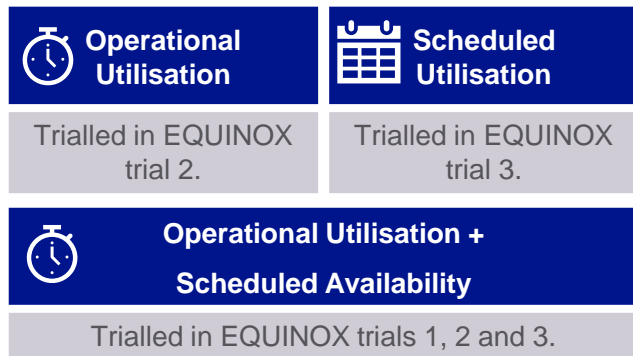 Operational
Utilisation
Scheduled
Utilisation
Trialled in EQUINOX
trial 2.
Trialled in EQUINOX
trial 3.
Operational Utilisation +
Scheduled Availability
Trialled in EQUINOX trials 1, 2 and 3.